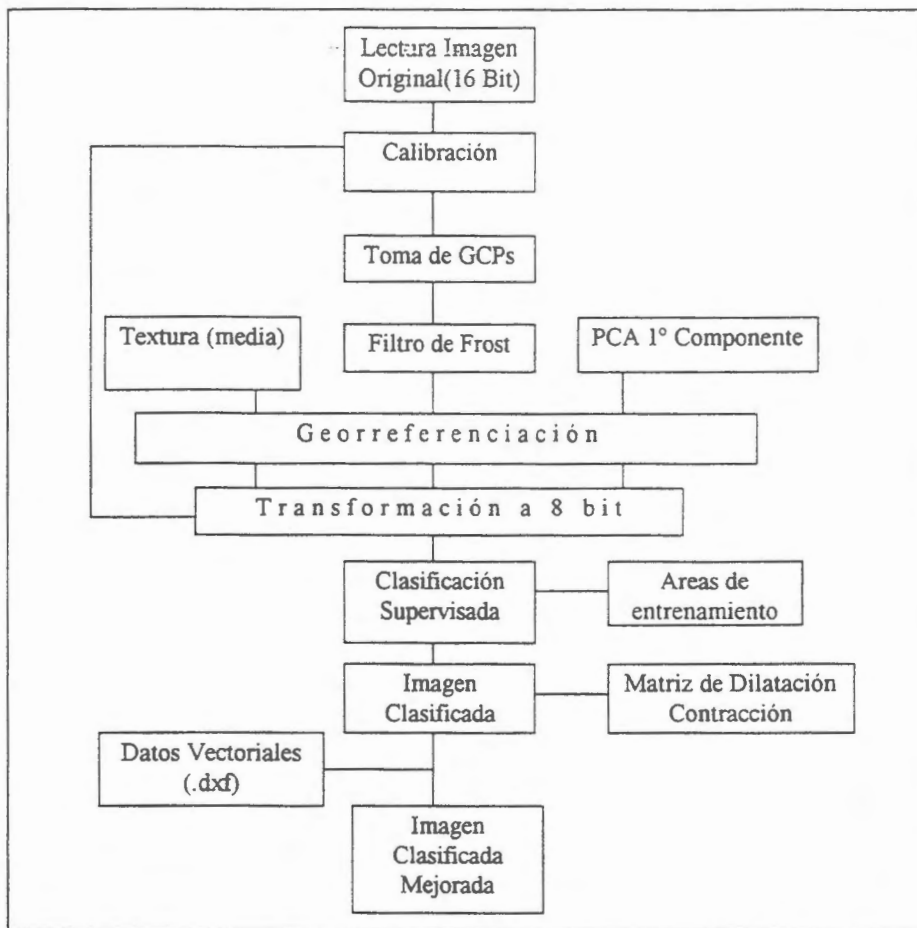 Lectura Imagen
Original(16 Bit)
Calibración
Toma de GCPs
Textura (media)
Filtro de Frost
PCA 1° Componente
Georreferenciación
Transformación a 8 bit
Clasificación
Supervisada
Areas de
entrenamiento
Imagen
Clasificada
Matriz de Dilatación
Contracción
Datos Vectoriales
(.dxf)
Imagen
Clasificada
Mejorada